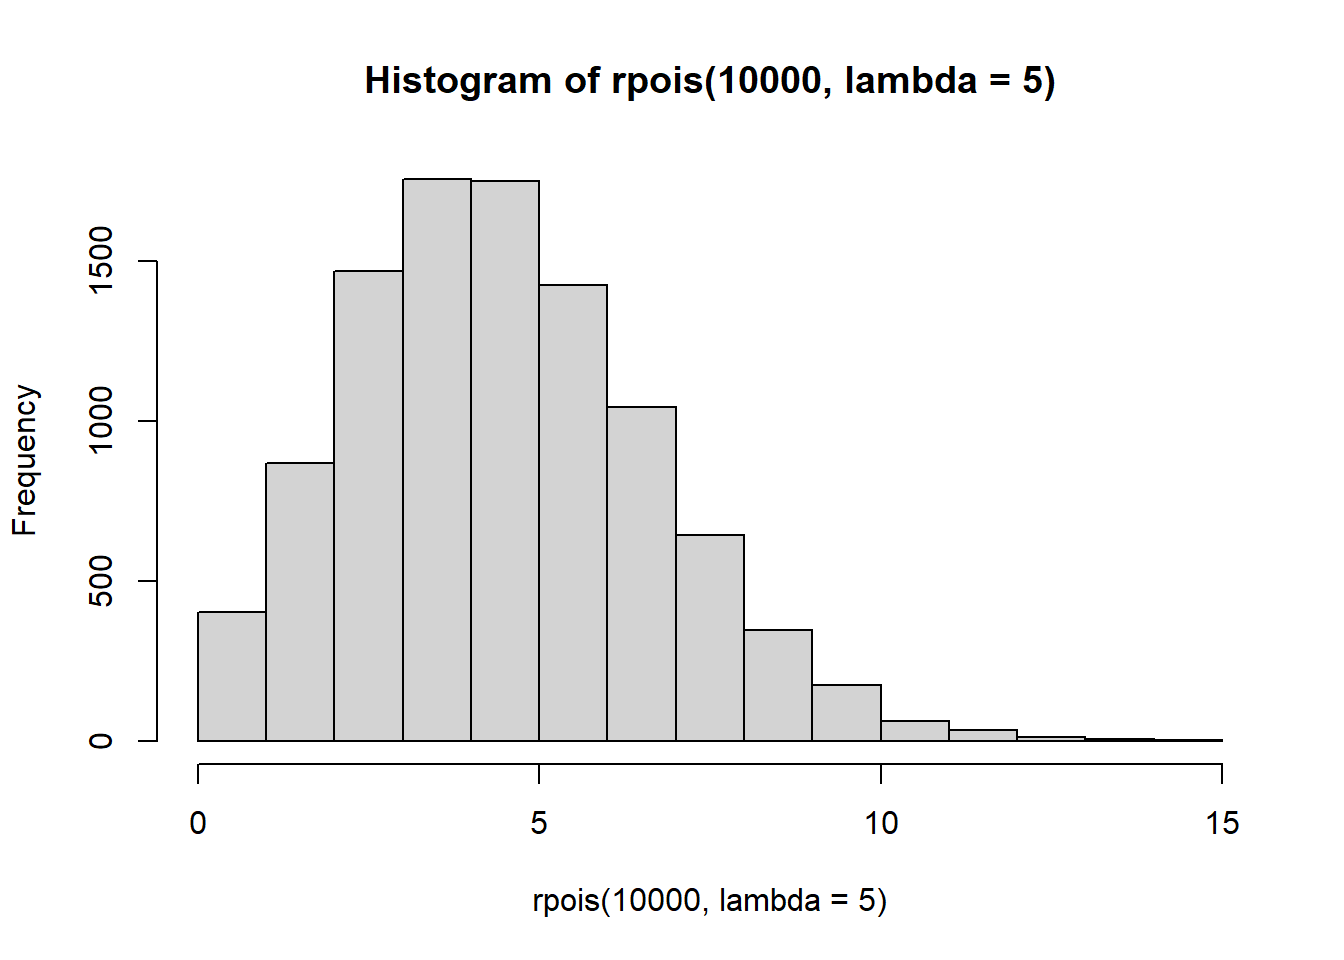 Histogram of rpois(10000, lambda = 5)
Frequency
1500
1000
500
0
0 5 10 15
rpois(10000, lambda = 5)